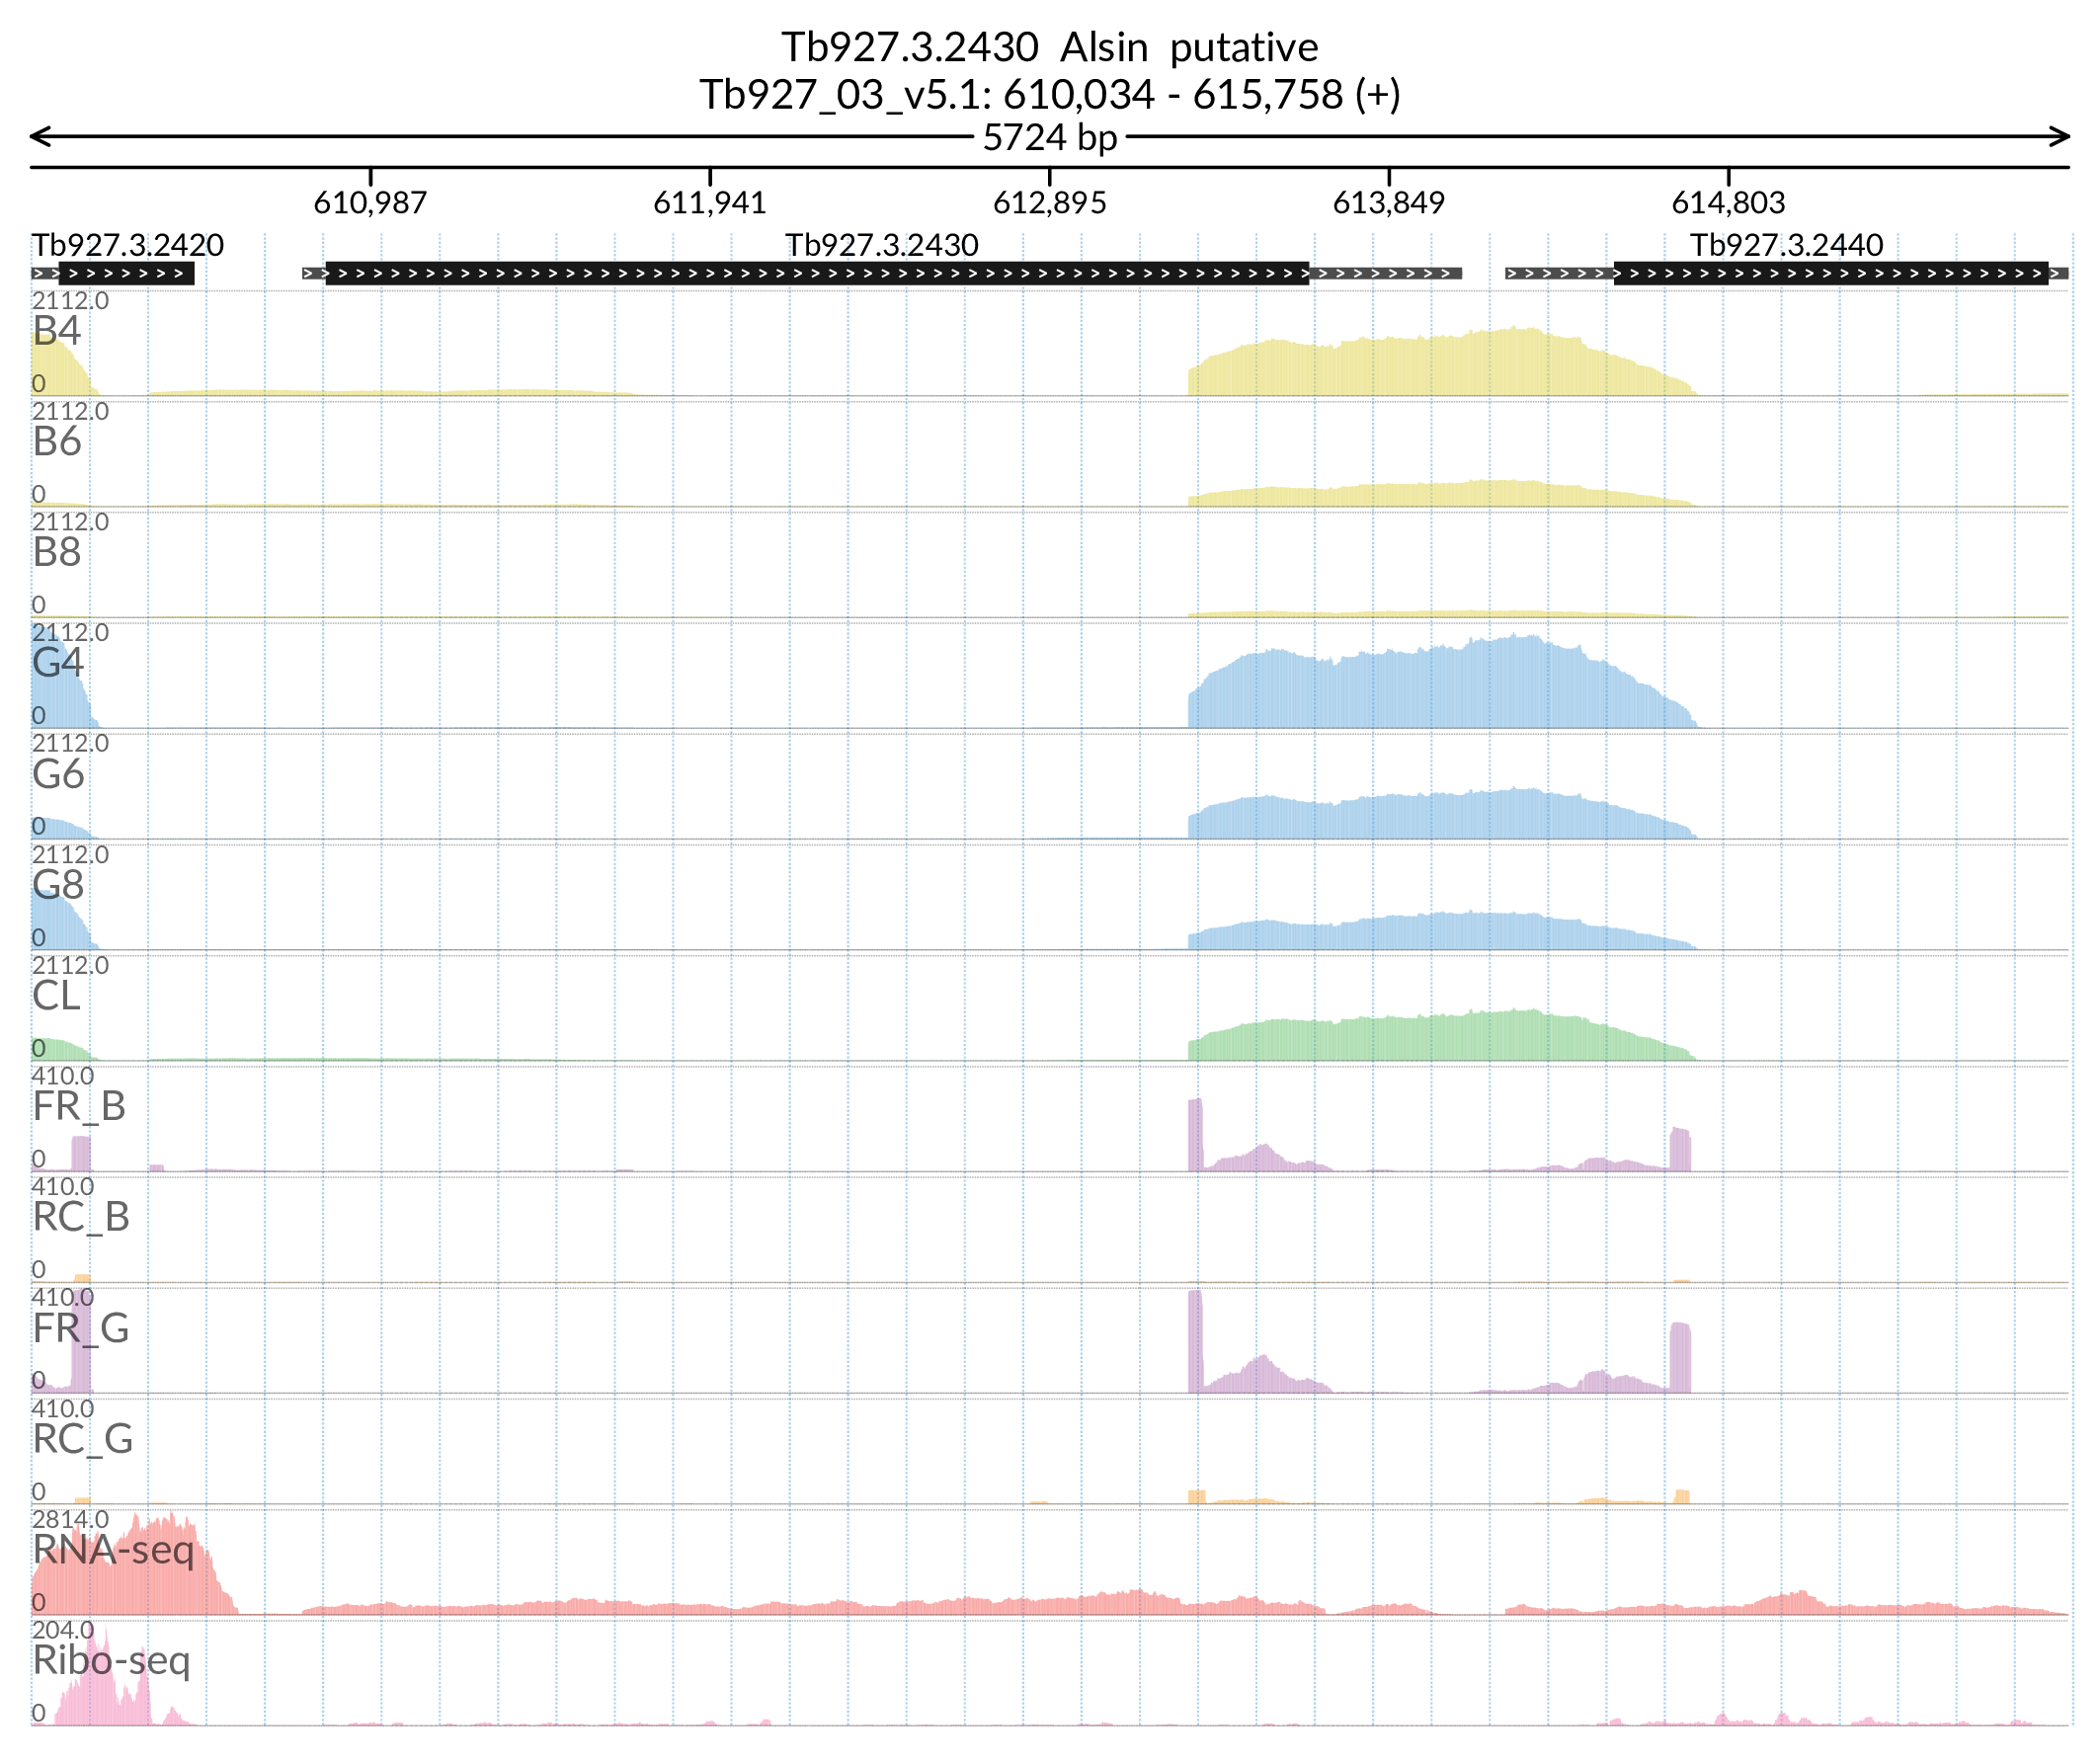 Tb927.3.2430 Alsin putative
Tb927_03_v5.1: 610,034 - 615,758 (+)
5724 bp
610,987 611,941 612,895 613,849 614,803
Tb927.3.2420 Tb927.3.2430 Tb927.3.2440
2112.0
B4
0
2112.0
B6
0
2112.0
B8
0
2112.0
G4
0
2112.0
G6
0
2112.0
G8
0
2112.0
CL
0
410.0
FR_B
0
410.0
RC_B
0
410.0
FR_G
0
410.0
RC_G
0
2814.0
RNA-seq
0
204.0
Ribo-seq
0